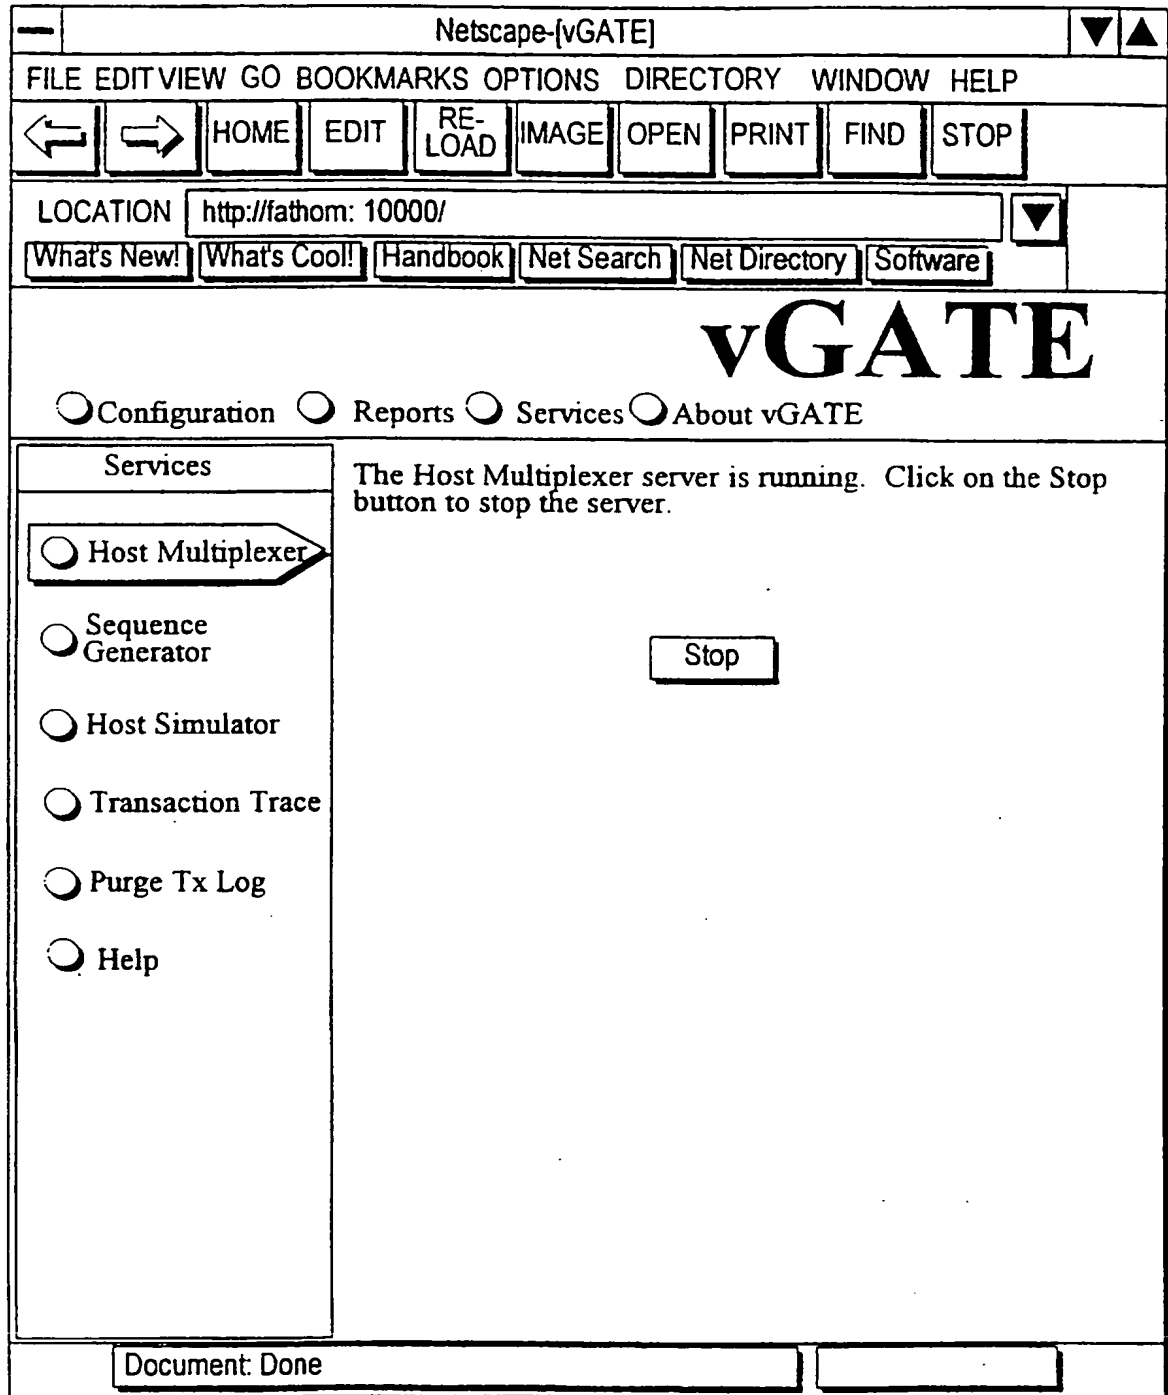 Netscape-[vGATE]
FILE EDIT VIEW GO BOOKMARKS OPTIONS DIRECTORY WINDOW HELP
HOME EDIT RE-LOAD IMAGE OPEN PRINT FIND STOP
LOCATION http://fathom: 10000/
What's New! What's Cool! Handbook Net Search Net Directory Software
vGATE
Configuration Reports Services About vGATE
Services
The Host Multiplexer server is running. Click on the Stop
button to stop the server.
Host Multiplexer
Sequence
Generator
Stop
Host Simulator
Transaction Trace
Purge Tx Log
Help
Document: Done